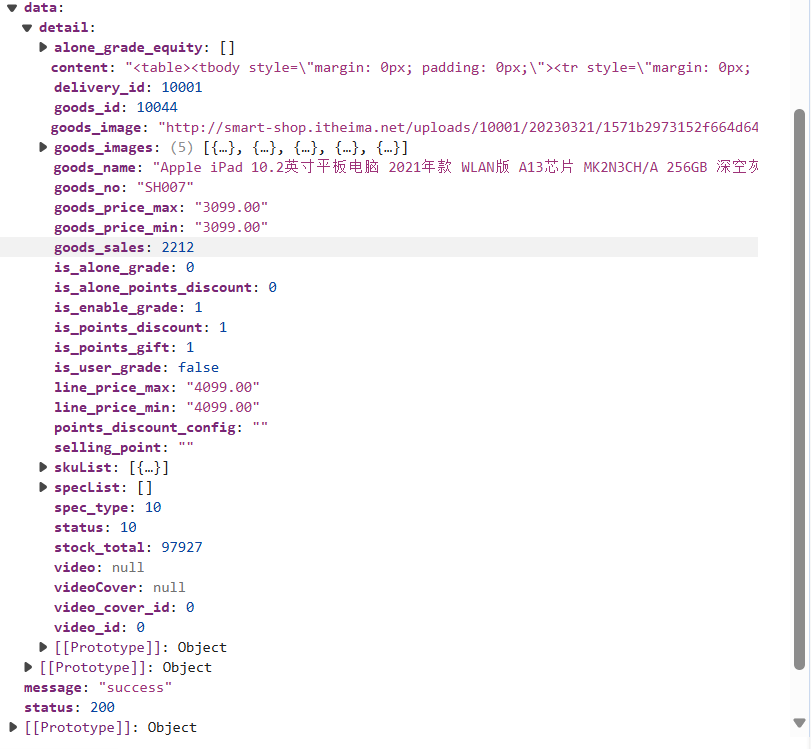 data:
detail:
alone_grade_equity: []
content: "<table><tbody style=\"margin: 0px; padding: 0px;\"><tr style=\"margin: 0px;
delivery_id: 10001
goods_id: 10044
goods_image: "http://smart-shop.itheima.net/uploads/10001/20230321/1571b2973152f664d64
goods_images: (5) [{…}, {…}, {…}, {…}, {…}]
goods_name: "Apple iPad 10.2英寸平板电脑 2021年款 WLAN版 A13芯片 MK2N3CH/A 256GB 深空灰
goods_no: "SH007"
goods_price_max: "3099.00"
goods_price_min: "3099.00"
goods_sales: 2212
is_alone_grade: 0
is_alone_points_discount: 0
is_enable_grade: 1
is_points_discount: 1
is_points_gift: 1
is_user_grade: false
line_price_max: "4099.00"
line_price_min: "4099.00"
points_discount_config: ""
selling_point: ""
skuList: [{…}]
specList: []
spec_type: 10
status: 10
stock_total: 97927
video: null
videoCover: null
video_cover_id: 0
video_id: 0
[[Prototype]]: Object
[[Prototype]]: Object
message: "success"
status: 200
[[Prototype]]: Object